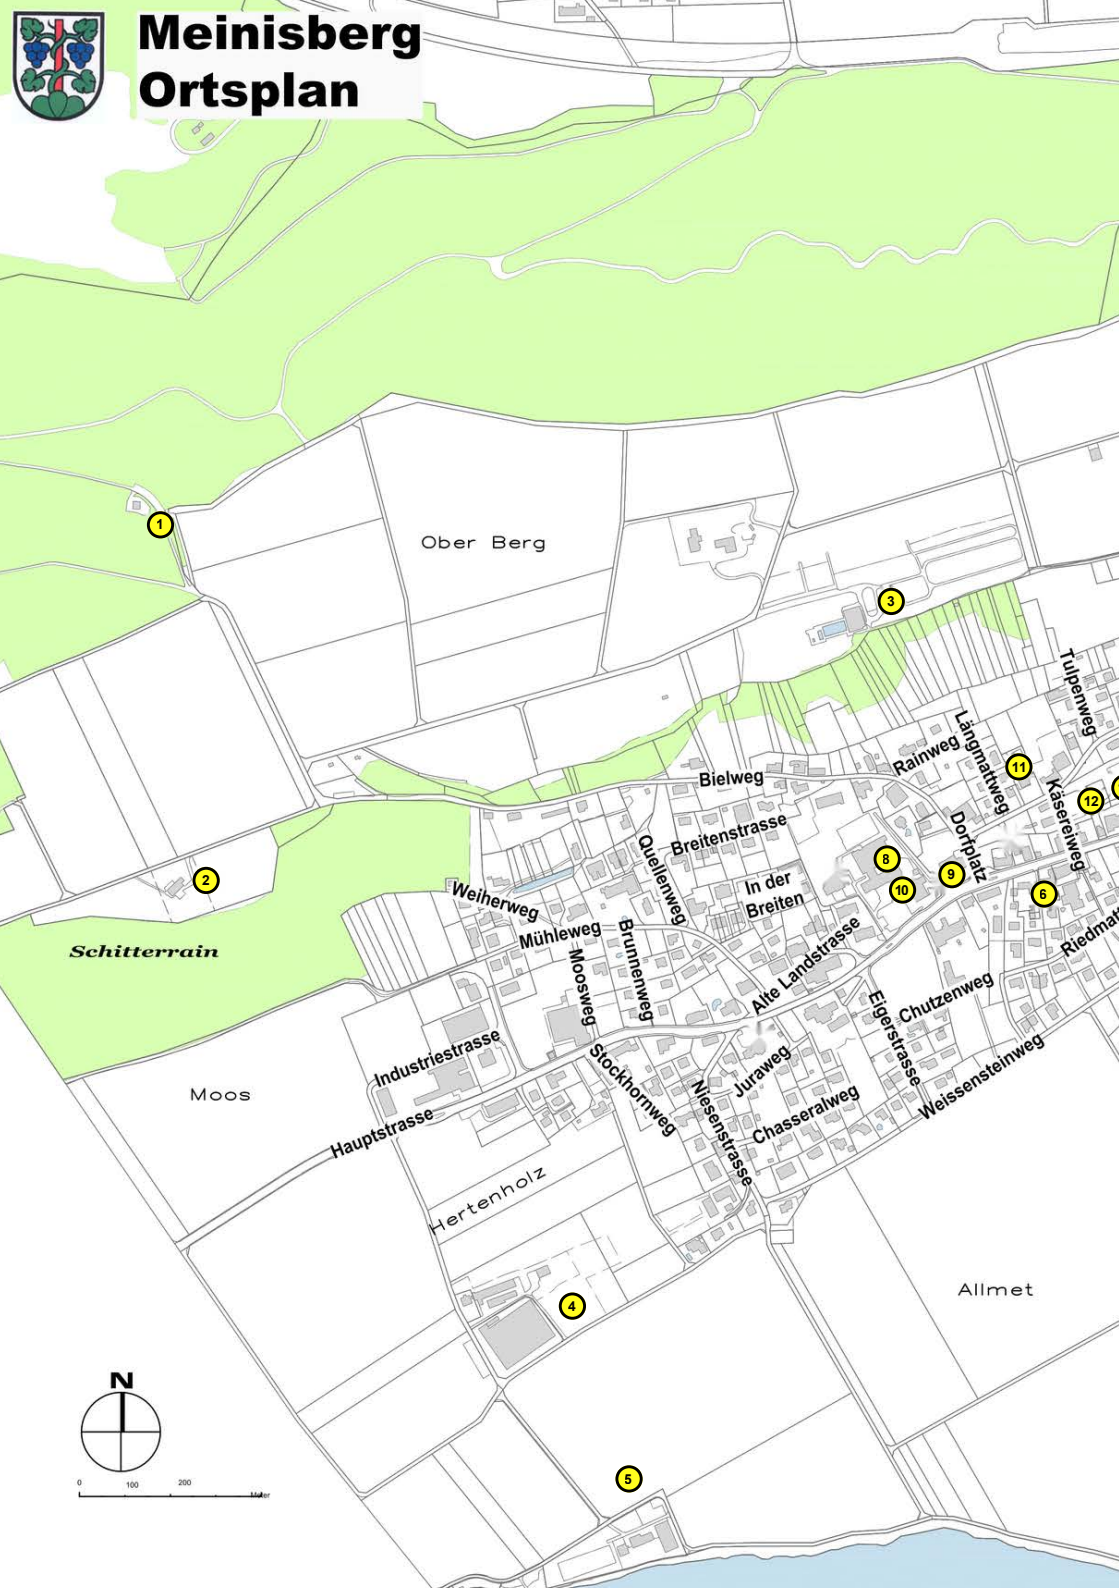 Meinisberg
Ortsplan
1
Ober Berg
3
Tulpenweg
Längmattweg
Rainweg
11
Bielweg
Käsereiweg
12
Breitenstrasse
Dorfplatz
Quellenweg
8
9
2
In der
Breiten
10
6
Weiherweg
Schitterrain
Mühleweg
Brunnenweg
Moosweg
Alte Landstrasse
Chutzenweg
Eigerstrasse
Industriestrasse
Stockhornweg
Juraweg
Weissensteinweg
Moos
Hauptstrasse
Niesenstrasse
Chasseralweg
Hertenholz
Allmet
4
N
0 100 200 Meter
5